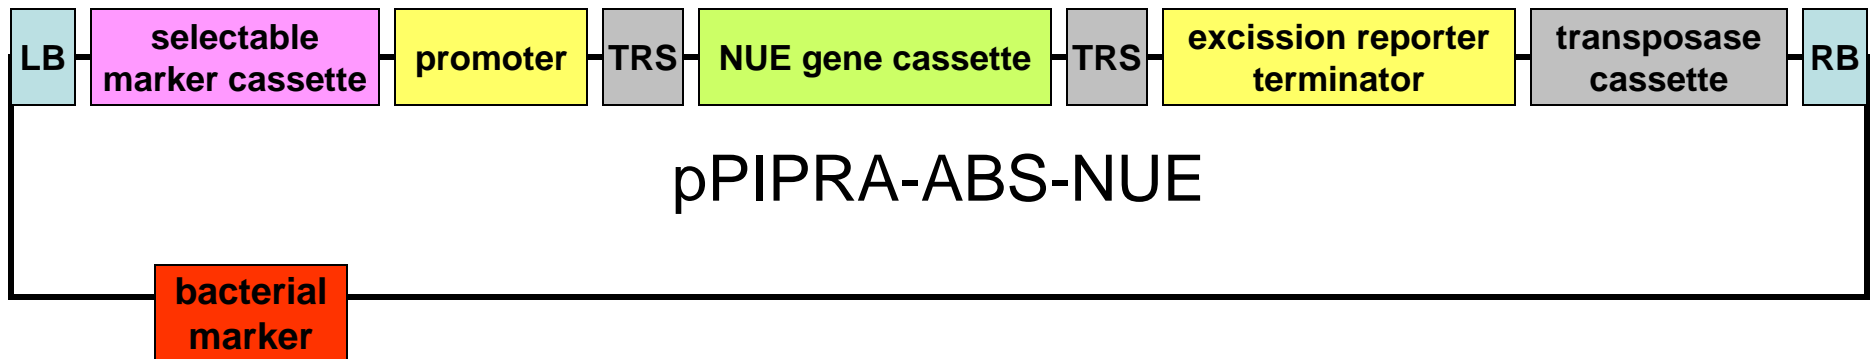 LB
selectable
marker cassette
promoter
TRS
NUE gene cassette
TRS
excission reporter
terminator
transposase
cassette
RB
pPIPRA-ABS-NUE
bacterial
marker